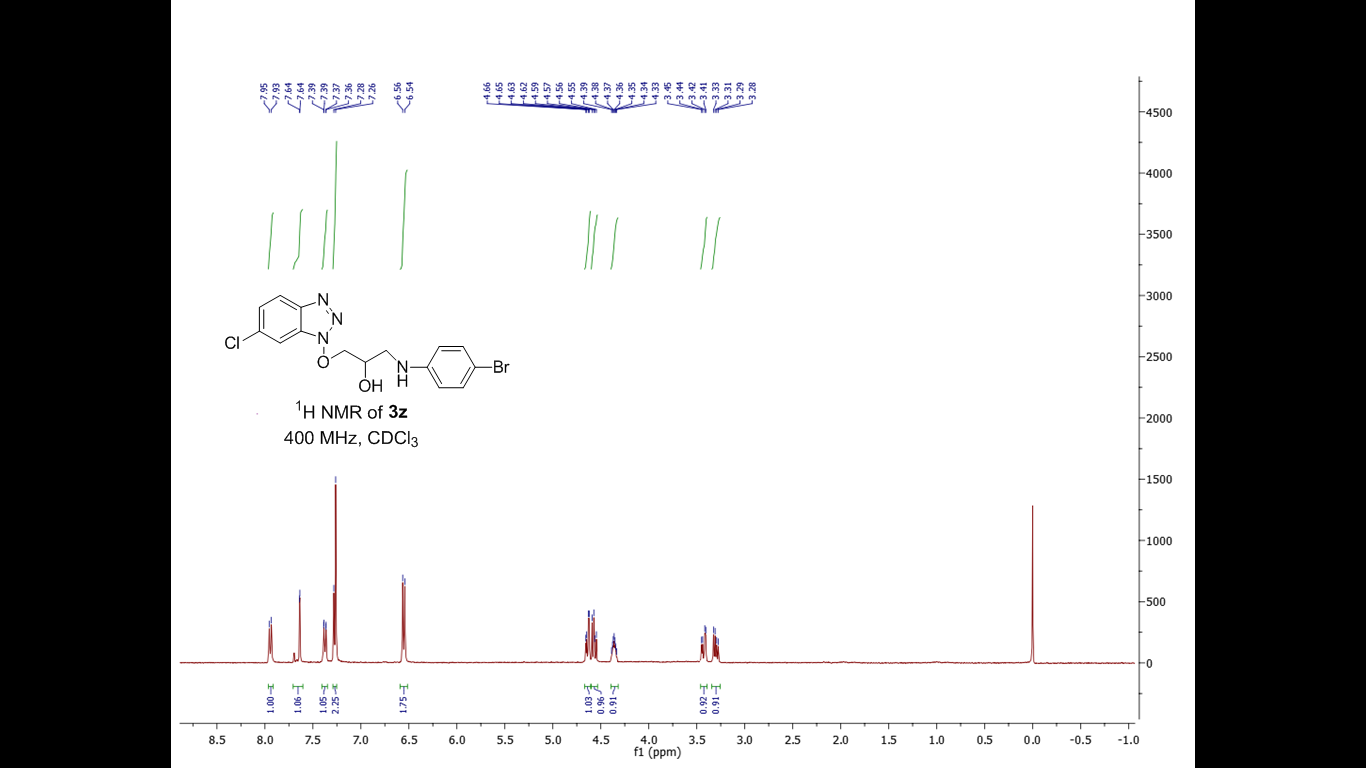 7.95 7.93 7.64 7.64 7.39 7.39 7.37 7.36 7.28 7.26 6.56 6.54 4.66 4.65 4.63 4.62 4.59 4.57 4.56 4.55 4.39 4.38 4.37 4.36 4.35 4.34 4.33 3.45 3.44 3.42 3.41 3.33 3.31 3.29 3.28
4500
4000
3500
3000
2500
2000
1500
1000
500
0
N
N
N
Cl
O
OH
N
H
Br
1H NMR of 3z
400 MHz, CDCl3
1.00 1.06 1.05 2.25 1.75 1.03 0.96 0.91 0.92 0.91
8.5 8.0 7.5 7.0 6.5 6.0 5.5 5.0 4.5 4.0 3.5 3.0 2.5 2.0 1.5 1.0 0.5 0.0 -0.5 -1.0
f1 (ppm)